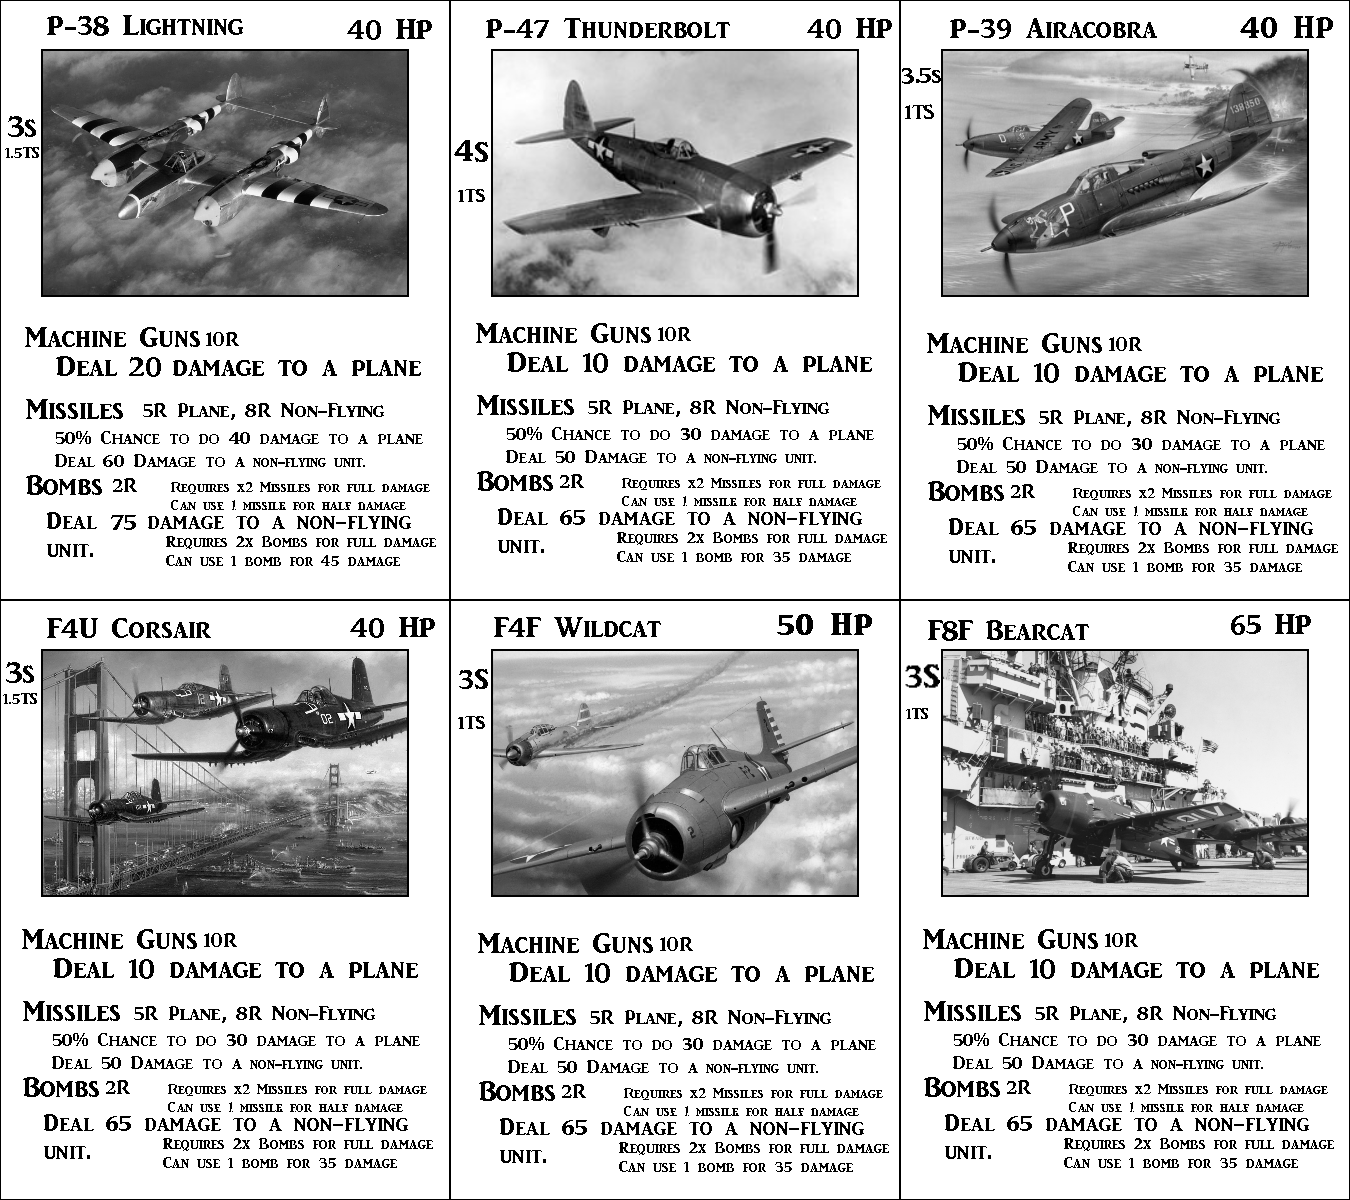 P-38 Lightning
40 HP
3s
1.5TS
Machine Guns 10R
Deal 20 damage to a plane
Missiles 5R Plane, 8R Non-Flying
50% Chance to do 40 damage to a plane
Deal 60 Damage to a non-flying unit.
Bombs 2R
Requires x2 Missiles for full damage
Can use 1 missile for half damage
Deal 75 damage to a non-flying
unit.
Requires 2x Bombs for full damage
Can use 1 bomb for 45 damage
P-47 Thunderbolt
40 HP
4s
1TS
Machine Guns 10R
Deal 10 damage to a plane
Missiles 5R Plane, 8R Non-Flying
50% Chance to do 30 damage to a plane
Deal 50 Damage to a non-flying unit.
Bombs 2R
Requires x2 Missiles for full damage
Can use 1 missile for half damage
Deal 65 damage to a non-flying
unit.
Requires 2x Bombs for full damage
Can use 1 bomb for 35 damage
P-39 Airacobra
40 HP
3.5s
1TS
138350
ARMY
D
P
Machine Guns 10R
Deal 10 damage to a plane
Missiles 5R Plane, 8R Non-Flying
50% Chance to do 30 damage to a plane
Deal 50 Damage to a non-flying unit.
Bombs 2R
Requires x2 Missiles for full damage
Can use 1 missile for half damage
Deal 65 damage to a non-flying
unit.
Requires 2x Bombs for full damage
Can use 1 bomb for 35 damage
F4U Corsair
40 HP
3s
1.5TS
12
02
Machine Guns 10R
Deal 10 damage to a plane
Missiles 5R Plane, 8R Non-Flying
50% Chance to do 30 damage to a plane
Deal 50 Damage to a non-flying unit.
Bombs 2R
Requires x2 Missiles for full damage
Can use 1 missile for half damage
Deal 65 damage to a non-flying
unit.
Requires 2x Bombs for full damage
Can use 1 bomb for 35 damage
F4F Wildcat
50 HP
3s
1TS
2
Machine Guns 10R
Deal 10 damage to a plane
Missiles 5R Plane, 8R Non-Flying
50% Chance to do 30 damage to a plane
Deal 50 Damage to a non-flying unit.
Bombs 2R
Requires x2 Missiles for full damage
Can use 1 missile for half damage
Deal 65 damage to a non-flying
unit.
Requires 2x Bombs for full damage
Can use 1 bomb for 35 damage
F8F Bearcat
65 HP
3s
1TS
Machine Guns 10R
Deal 10 damage to a plane
Missiles 5R Plane, 8R Non-Flying
50% Chance to do 30 damage to a plane
Deal 50 Damage to a non-flying unit.
Bombs 2R
Requires x2 Missiles for full damage
Can use 1 missile for half damage
Deal 65 damage to a non-flying
unit.
Requires 2x Bombs for full damage
Can use 1 bomb for 35 damage